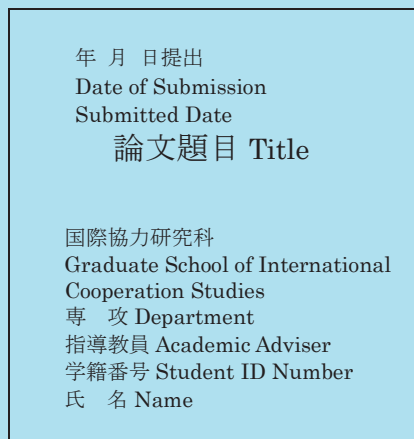 年 月 日提出
Date of Submission
Submitted Date
論文題目 Title
国際協力研究科
Graduate School of International
Cooperation Studies
専　攻 Department
指導教員 Academic Adviser
学籍番号 Student ID Number
氏　名 Name